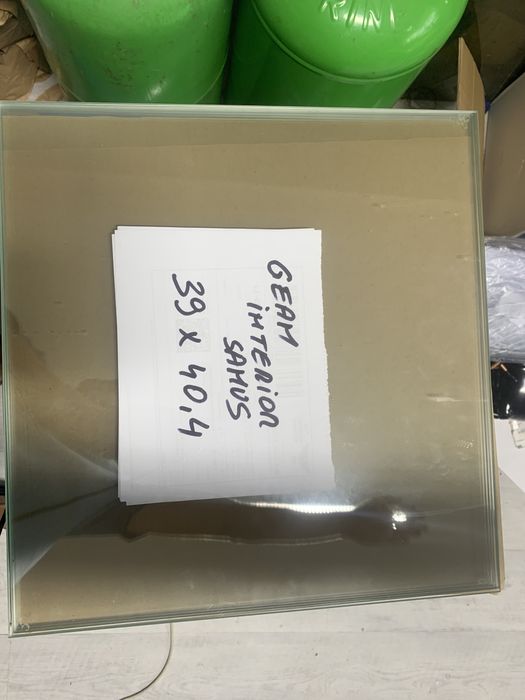 GEAM
iNTERiOR
SAMUS
39 x 40,4